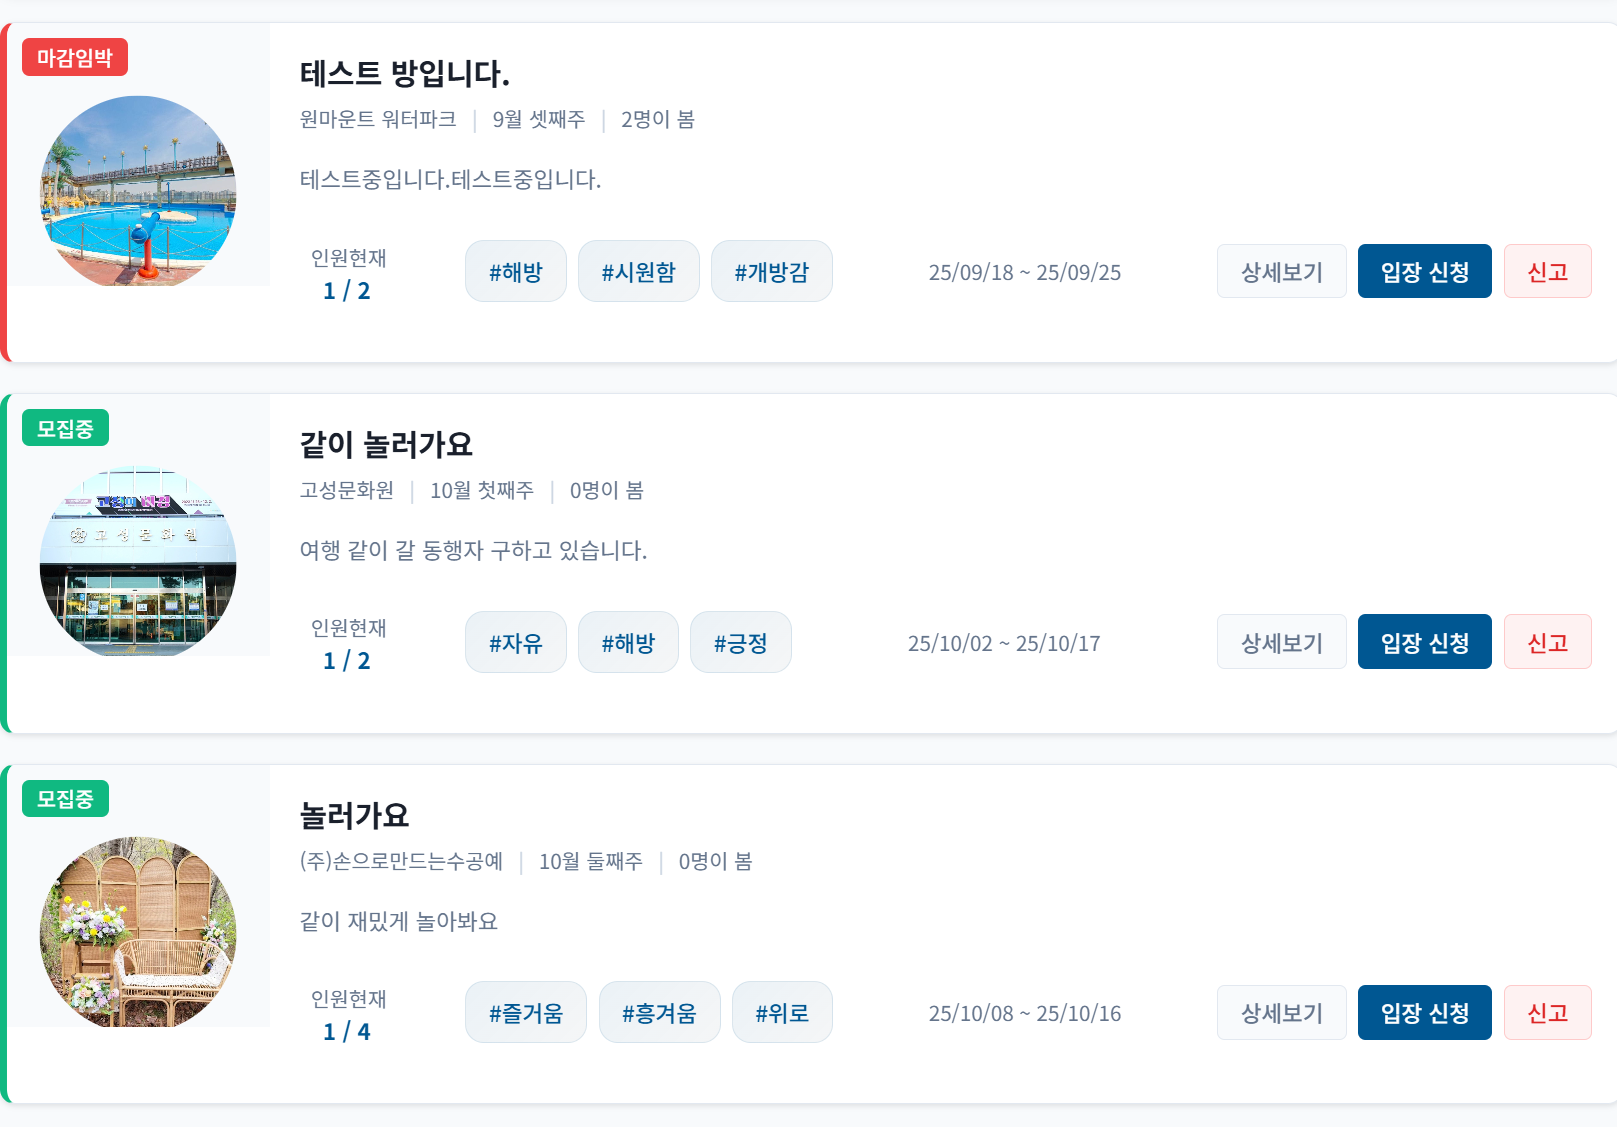 마감임박
테스트 방입니다.
원마운트 워터파크 | 9월 셋째주 | 2명이 봄
테스트중입니다.테스트중입니다.
인원현재
1 / 2
#해방 #시원함 #개방감 25/09/18 ~ 25/09/25 상세보기 입장 신청 신고
모집중
같이 놀러가요
고성문화원 | 10월 첫째주 | 0명이 봄
고성문화원
여행 같이 갈 동행자 구하고 있습니다.
인원현재
1 / 2
#자유 #해방 #긍정 25/10/02 ~ 25/10/17 상세보기 입장 신청 신고
모집중
놀러가요
(주)손으로만드는수공예 | 10월 둘째주 | 0명이 봄
같이 재밌게 놀아봐요
인원현재
1 / 4
#즐거움 #흥겨움 #위로 25/10/08 ~ 25/10/16 상세보기 입장 신청 신고